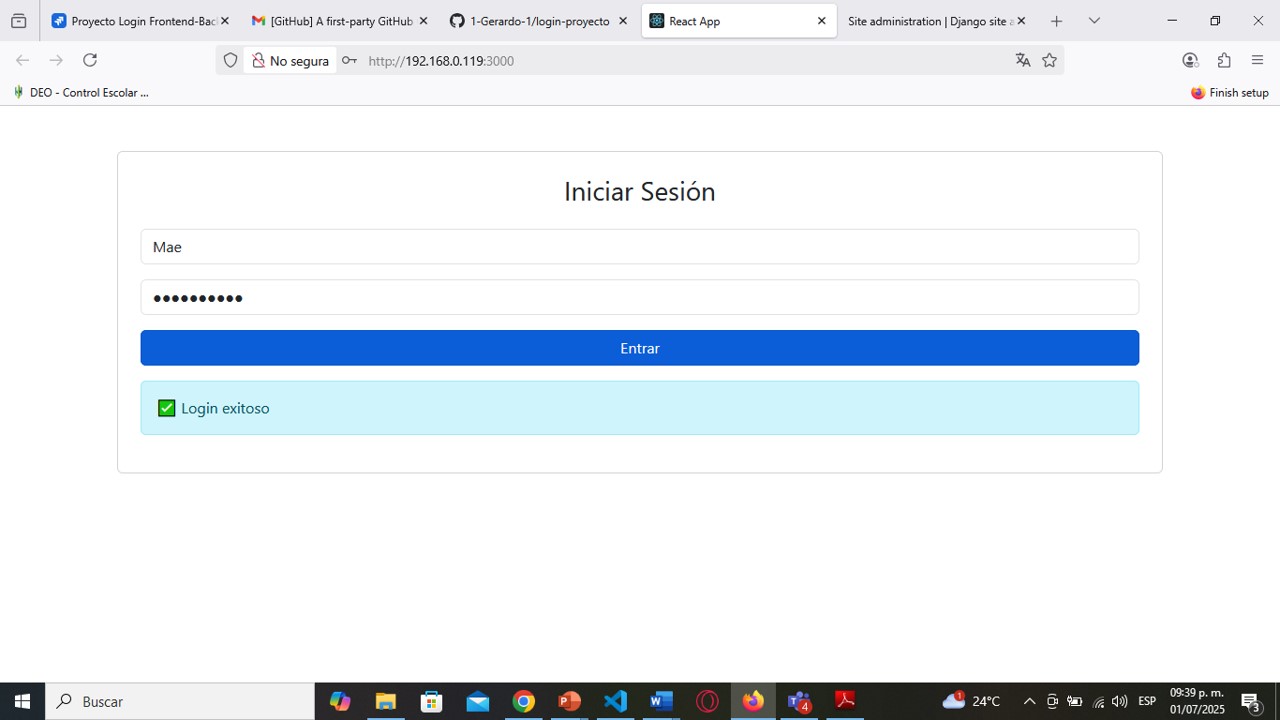 Proyecto Login Frontend-Bac
[GitHub] A first-party GitHub
1-Gerardo-1/login-proyecto
React App
Site administration | Django site a
No segura
http://192.168.0.119:3000
DEO - Control Escolar ...
Finish setup
Iniciar Sesión
Mae
●●●●●●●●●●
Entrar
✅ Login exitoso
Buscar
4
1
24°C
ESP
09:39 p. m.
01/07/2025
3